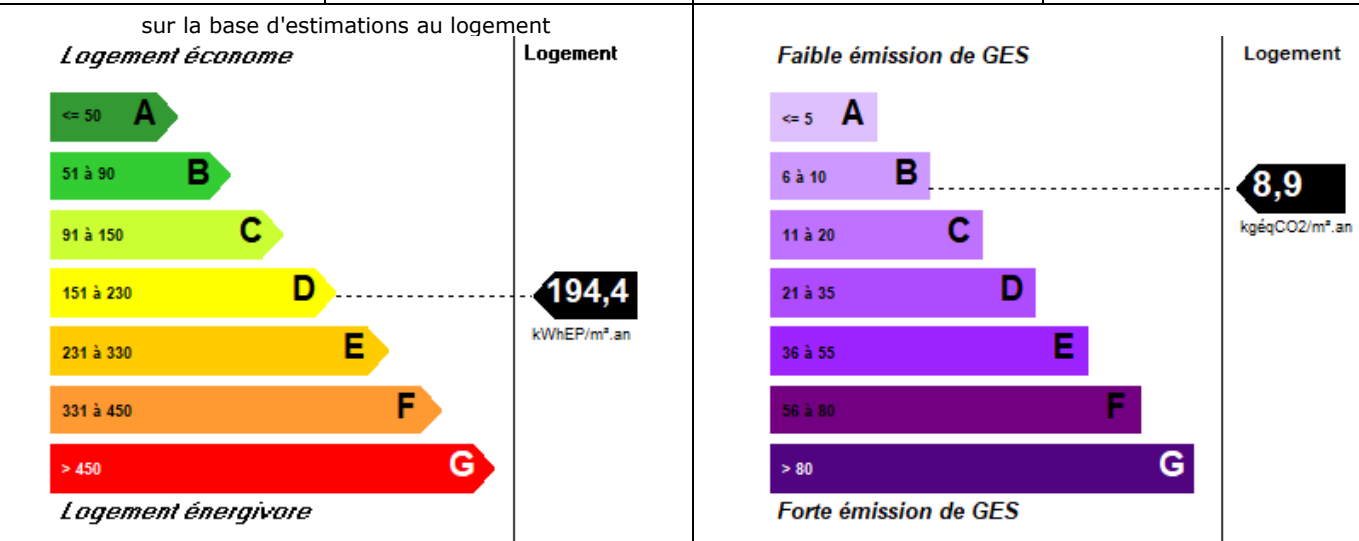 sur la base d'estimations au logement
Logement économe
Logement
<= 50 A
51 à 90 B
91 à 150 C
151 à 230 D
194,4
kWhEP/m².an
231 à 330 E
331 à 450 F
> 450 G
Logement énergivore
Faible émission de GES
Logement
<= 5 A
6 à 10 B
8,9
kgéqCO2/m².an
11 à 20 C
21 à 35 D
36 à 55 E
56 à 80 F
> 80 G
Forte émission de GES